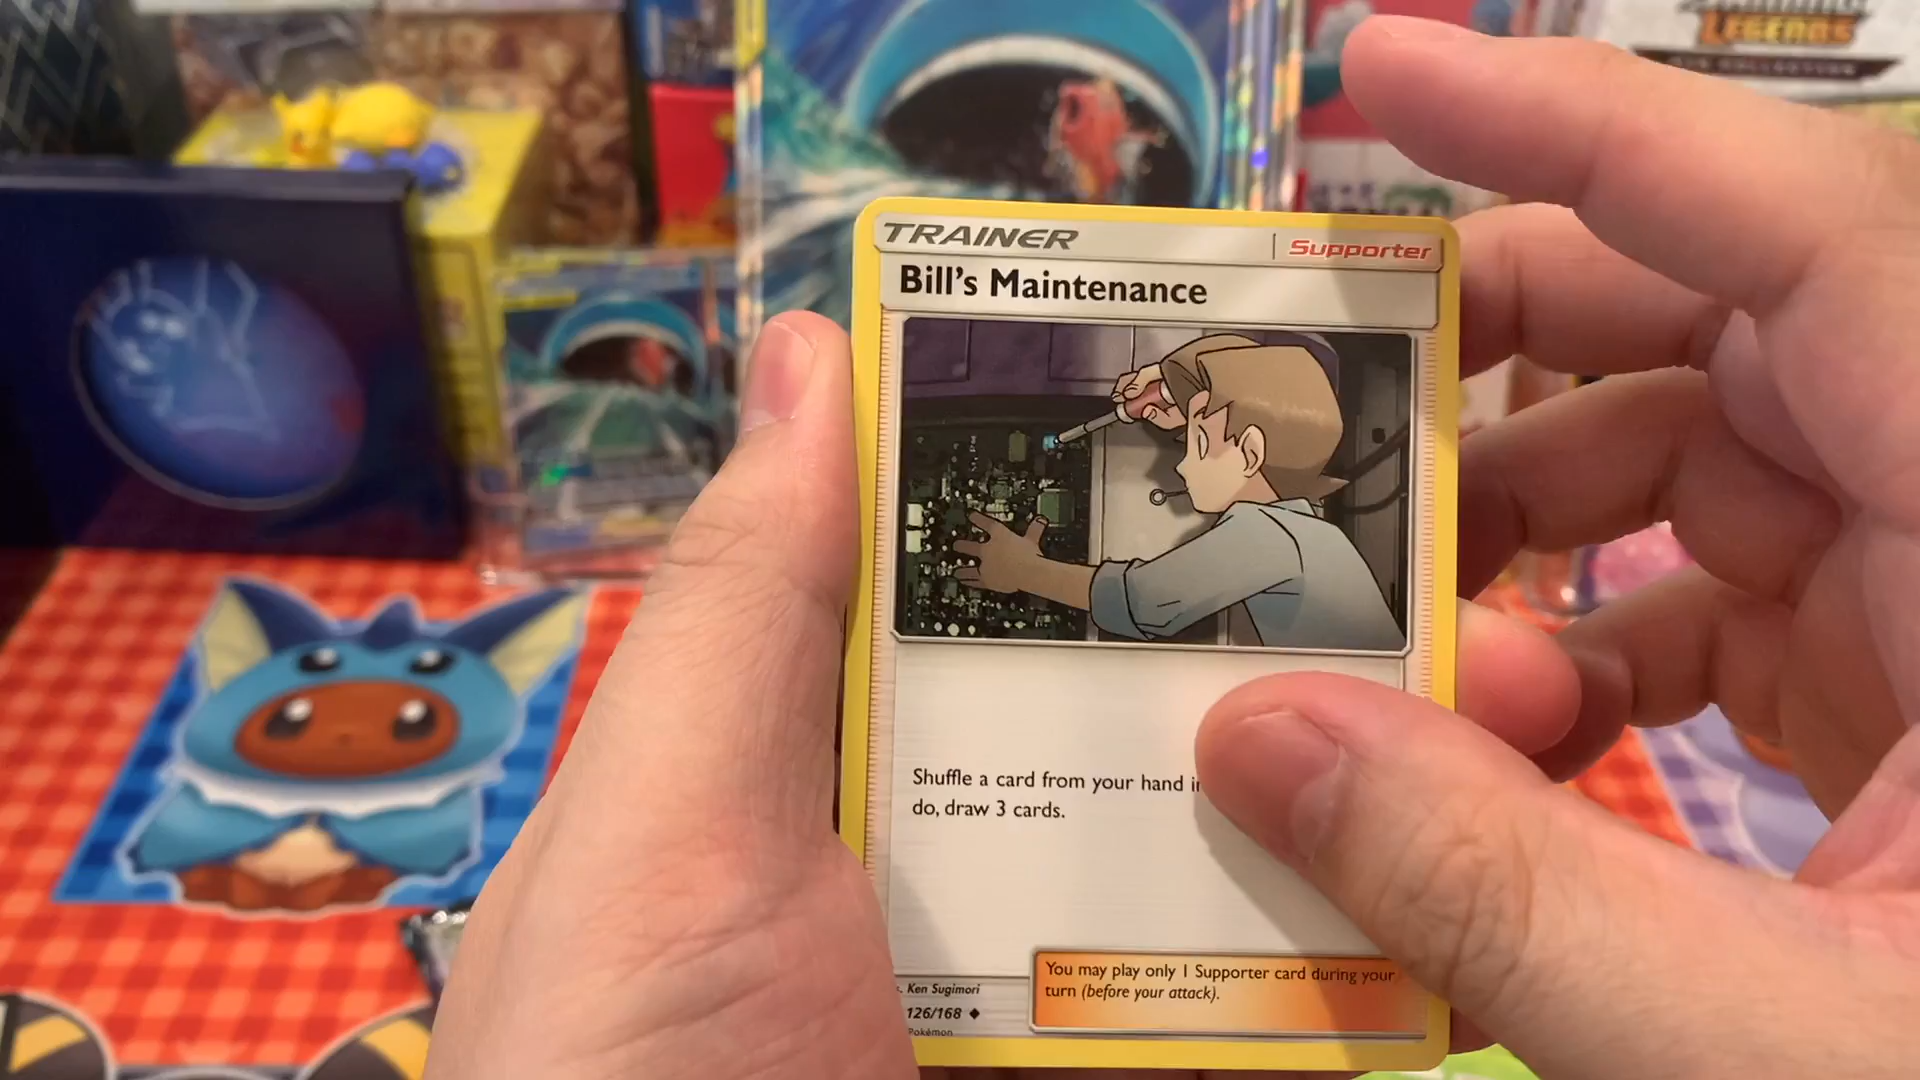 LEGENDS
TRAINER
Supporter
Bill's Maintenance
Shuffle a card from your hand
do, draw 3 cards.
You may play only 1 Supporter card during your
turn (before your attack).
Ken Sugimori
126/168
Pokémon